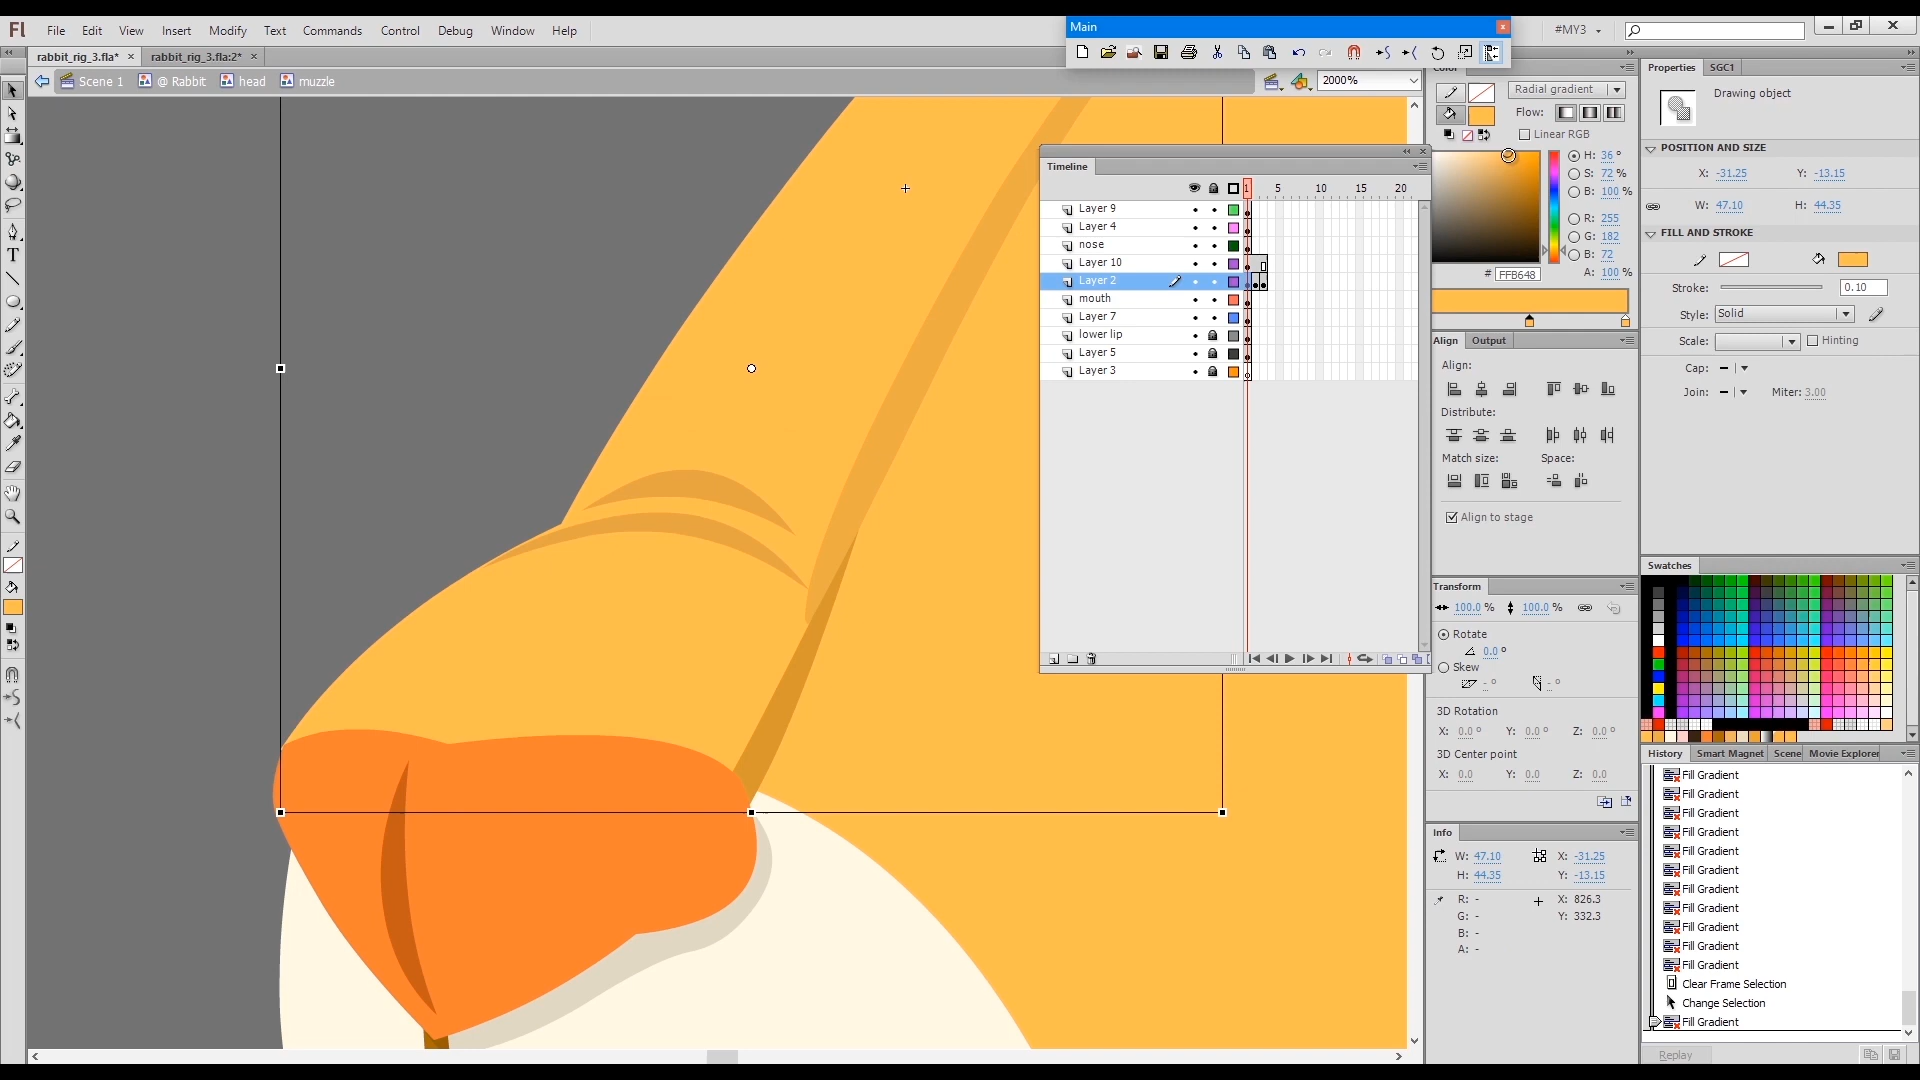 Main
Fl File Edit View Insert Modify Text Commands Control Debug Window Help
#MY3
rabbit_rig_3.fla* × rabbit_rig_3.fla:2* ×
Scene 1 @ Rabbit head muzzle
2000%
Timeline
1 5 10 15 20
Layer 9
Layer 4
nose
Layer 10
Layer 2
mouth
Layer 7
lower lip
Layer 5
Layer 3
Color
Radial gradient
Flow:
Linear RGB
H: 36 °
S: 72 %
B: 100 %
R: 255
G: 182
B: 72
# FFB648
A: 100 %
Align Output
Align:
Distribute:
Match size: Space:
Align to stage
Transform
100.0 % 100.0 %
Rotate
0.0 °
Skew
- ° - °
3D Rotation
X: 0.0 ° Y: 0.0 ° Z: 0.0 °
3D Center point
X: 0.0 Y: 0.0 Z: 0.0
Info
W: 47.10 X: -31.25
H: 44.35 Y: -13.15
R: - X: 826.3
G: - Y: 332.3
B: -
A: -
Properties SGC1
Drawing object
POSITION AND SIZE
X: -31.25 Y: -13.15
W: 47.10 H: 44.35
FILL AND STROKE
Stroke: 0.10
Style: Solid
Scale: Hinting
Cap:
Join: Miter: 3.00
Swatches
History Smart Magnet Scene Movie Explorer
Fill Gradient
Fill Gradient
Fill Gradient
Fill Gradient
Fill Gradient
Fill Gradient
Fill Gradient
Fill Gradient
Fill Gradient
Fill Gradient
Fill Gradient
Clear Frame Selection
Change Selection
Fill Gradient
Replay